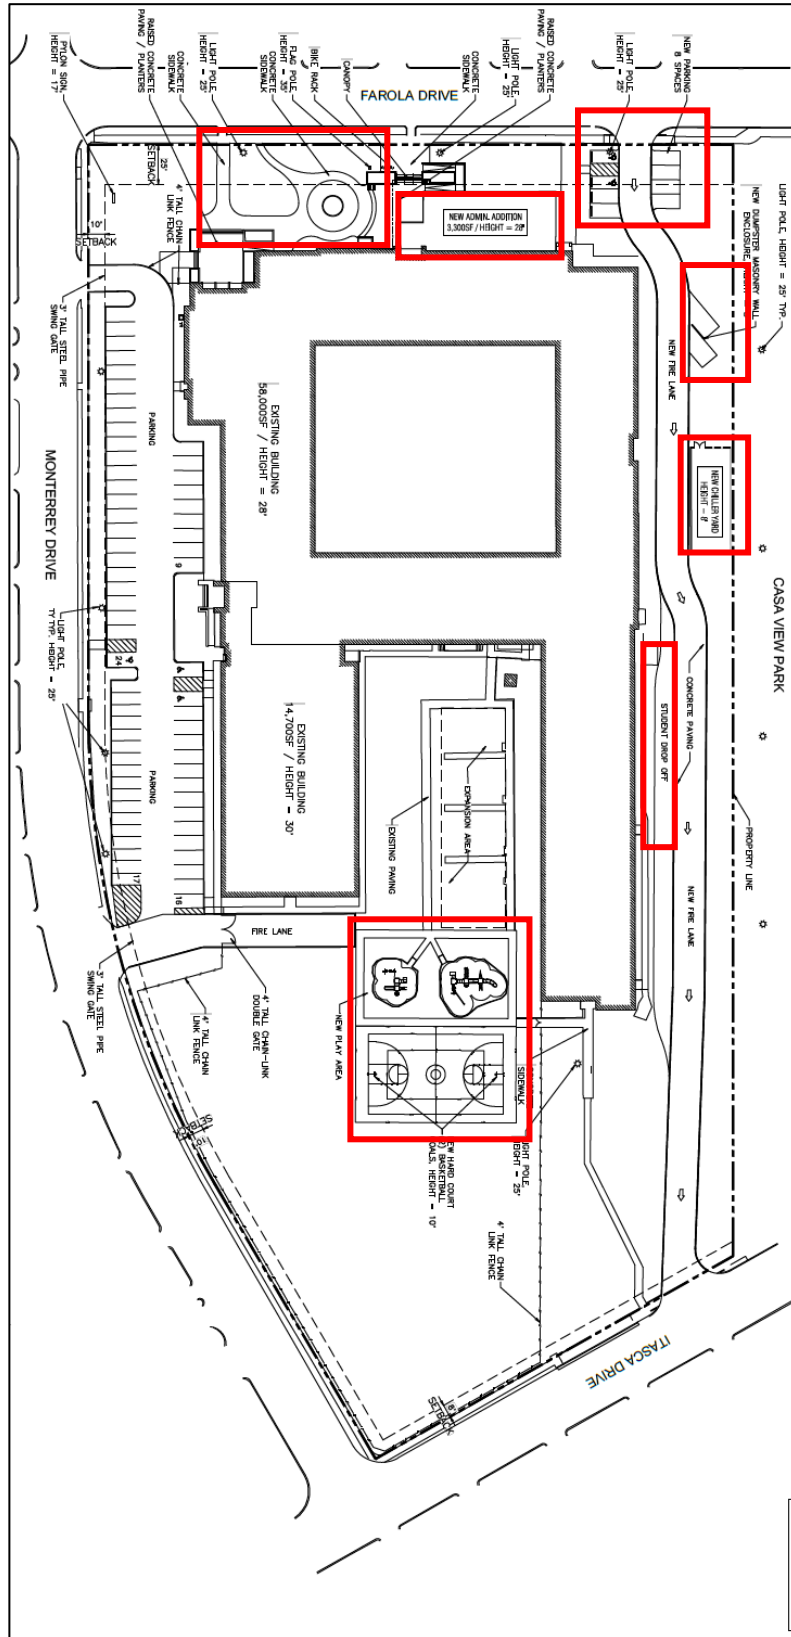 FAROLA DRIVE
PYLON SIGN,
HEIGHT = 17'
RAISED CONCRETE
PAVING / PLANTERS
CONCRETE
SIDEWALK
LIGHT POLE,
HEIGHT = 25'
CONCRETE
SIDEWALK
FLAG POLE,
HEIGHT = 35'
BIKE RACK
CANOPY
CONCRETE
SIDEWALK
LIGHT POLE,
HEIGHT = 25'
RAISED CONCRETE
PAVING / PLANTERS
LIGHT POLE,
HEIGHT = 25'
NEW PARKING
8 SPACES
LIGHT POLE, HEIGHT = 25' TYP.
NEW DUMPSTER MASONRY WALL
ENCLOSURE,
25'
SETBACK
10'
SETBACK
4' TALL CHAIN
LINK FENCE
NEW ADMIN. ADDITION
3,300SF / HEIGHT = 28'
3' TALL STEEL PIPE
SWING GATE
PARKING
9
EXISTING BUILDING
58,000SF / HEIGHT = 28'
NEW FIRE LANE
NEW CHILLER YARD
HEIGHT = 8'
MONTERREY DRIVE
CASA VIEW PARK
LIGHT POLE,
TY TYP. HEIGHT = 25'
24
PARKING
17
16
EXISTING BUILDING
14,700SF / HEIGHT = 30'
EXPANSION AREA
EXISTING PAVING
STUDENT DROP OFF
CONCRETE PAVING
PROPERTY LINE
NEW FIRE LANE
FIRE LANE
3' TALL STEEL PIPE
SWING GATE
4' TALL CHAIN
LINK FENCE
4' TALL CHAIN-LINK
DOUBLE GATE
NEW PLAY AREA
SIDEWALK
10'
SETBACK
EW HARD COURT
2) BASKETBALL
OALS, HEIGHT = 10'
IGHT POLE,
EIGHT = 25'
4' TALL CHAIN
LINK FENCE
ITASCA DRIVE
8'
SETBACK